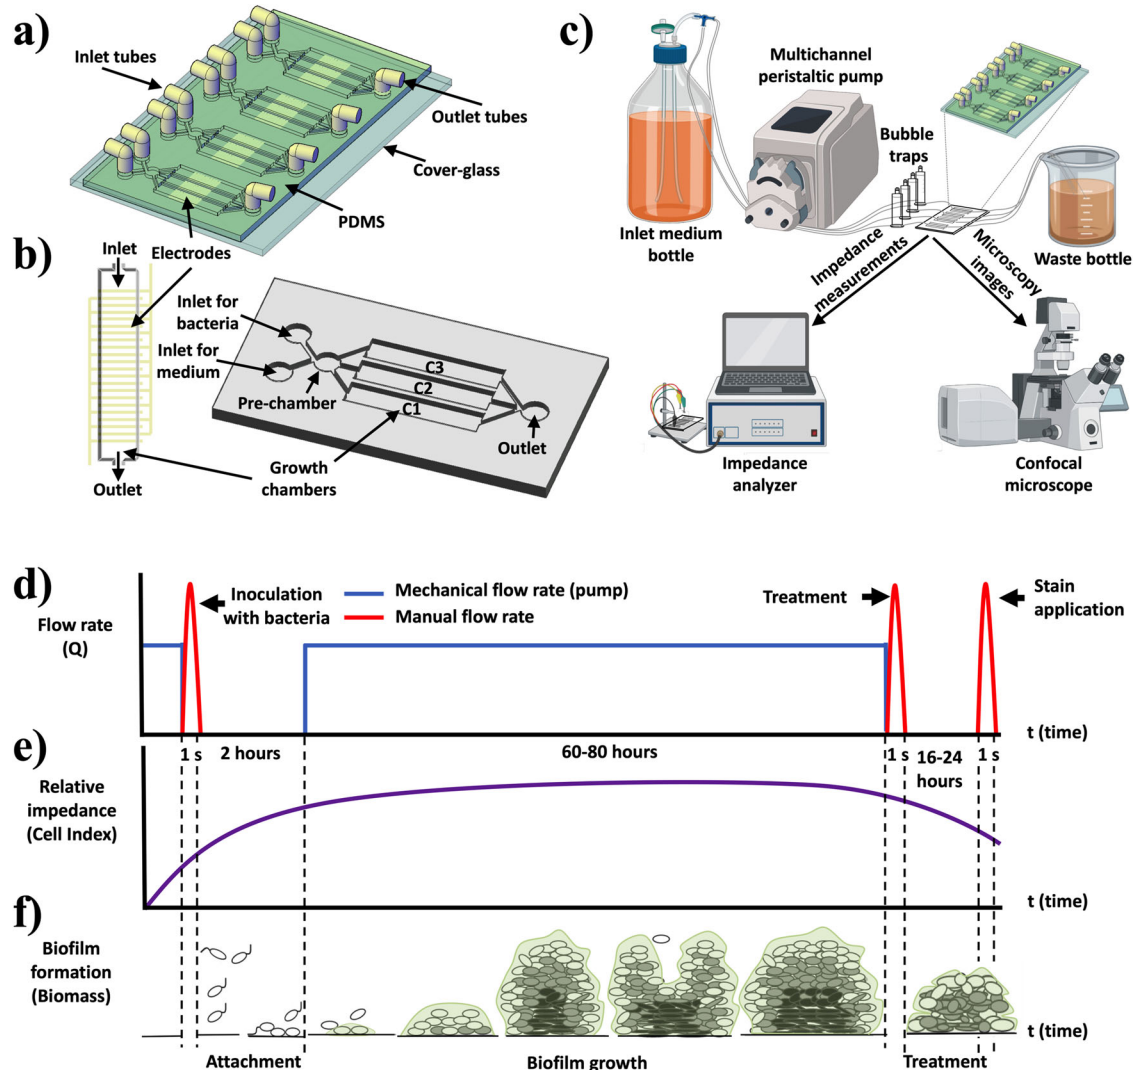 a)
Inlet tubes
Outlet tubes
Cover-glass
PDMS
Electrodes
b)
Inlet
Outlet
Inlet for
bacteria
Inlet for
medium
Pre-chamber
C3
C2
C1
Growth
chambers
Outlet
c)
Multichannel
peristaltic pump
Bubble
traps
Inlet medium
bottle
Waste bottle
Impedance
measurements
Microscopy
images
Impedance
analyzer
Confocal
microscope
d)
Flow rate
(Q)
Inoculation
with bacteria
Mechanical flow rate (pump)
Manual flow rate
Treatment
Stain
application
t (time)
1 s
2 hours
60-80 hours
1 s
16-24
hours
1 s
e)
Relative
impedance
(Cell Index)
t (time)
f)
Biofilm
formation
(Biomass)
t (time)
Attachment
Biofilm growth
Treatment